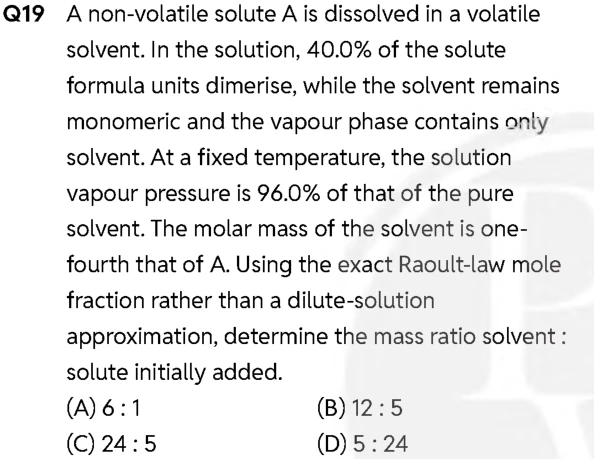 Q19 A non-volatile solute A is dissolved in a volatile
solvent. In the solution, 40.0% of the solute
formula units dimerise, while the solvent remains
monomeric and the vapour phase contains only
solvent. At a fixed temperature, the solution
vapour pressure is 96.0% of that of the pure
solvent. The molar mass of the solvent is one-
fourth that of A. Using the exact Raoult-law mole
fraction rather than a dilute-solution
approximation, determine the mass ratio solvent :
solute initially added.
(A) 6 : 1 (B) 12 : 5
(C) 24 : 5 (D) 5 : 24